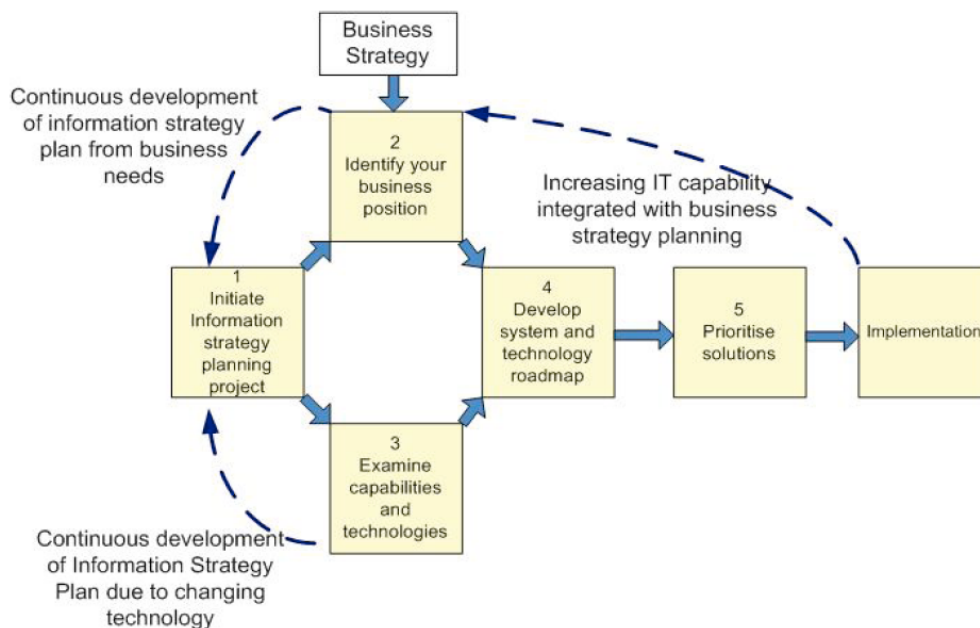 Business
Strategy
Continuous development
of information strategy
plan from business
needs
2
Identify your
business
position
Increasing IT capability
integrated with business
strategy planning
1
Initiate
Information
strategy
planning
project
4
Develop
system and
technology
roadmap
5
Prioritise
solutions
Implementation
3
Examine
capabilities
and
technologies
Continuous development
of Information Strategy
Plan due to changing
technology